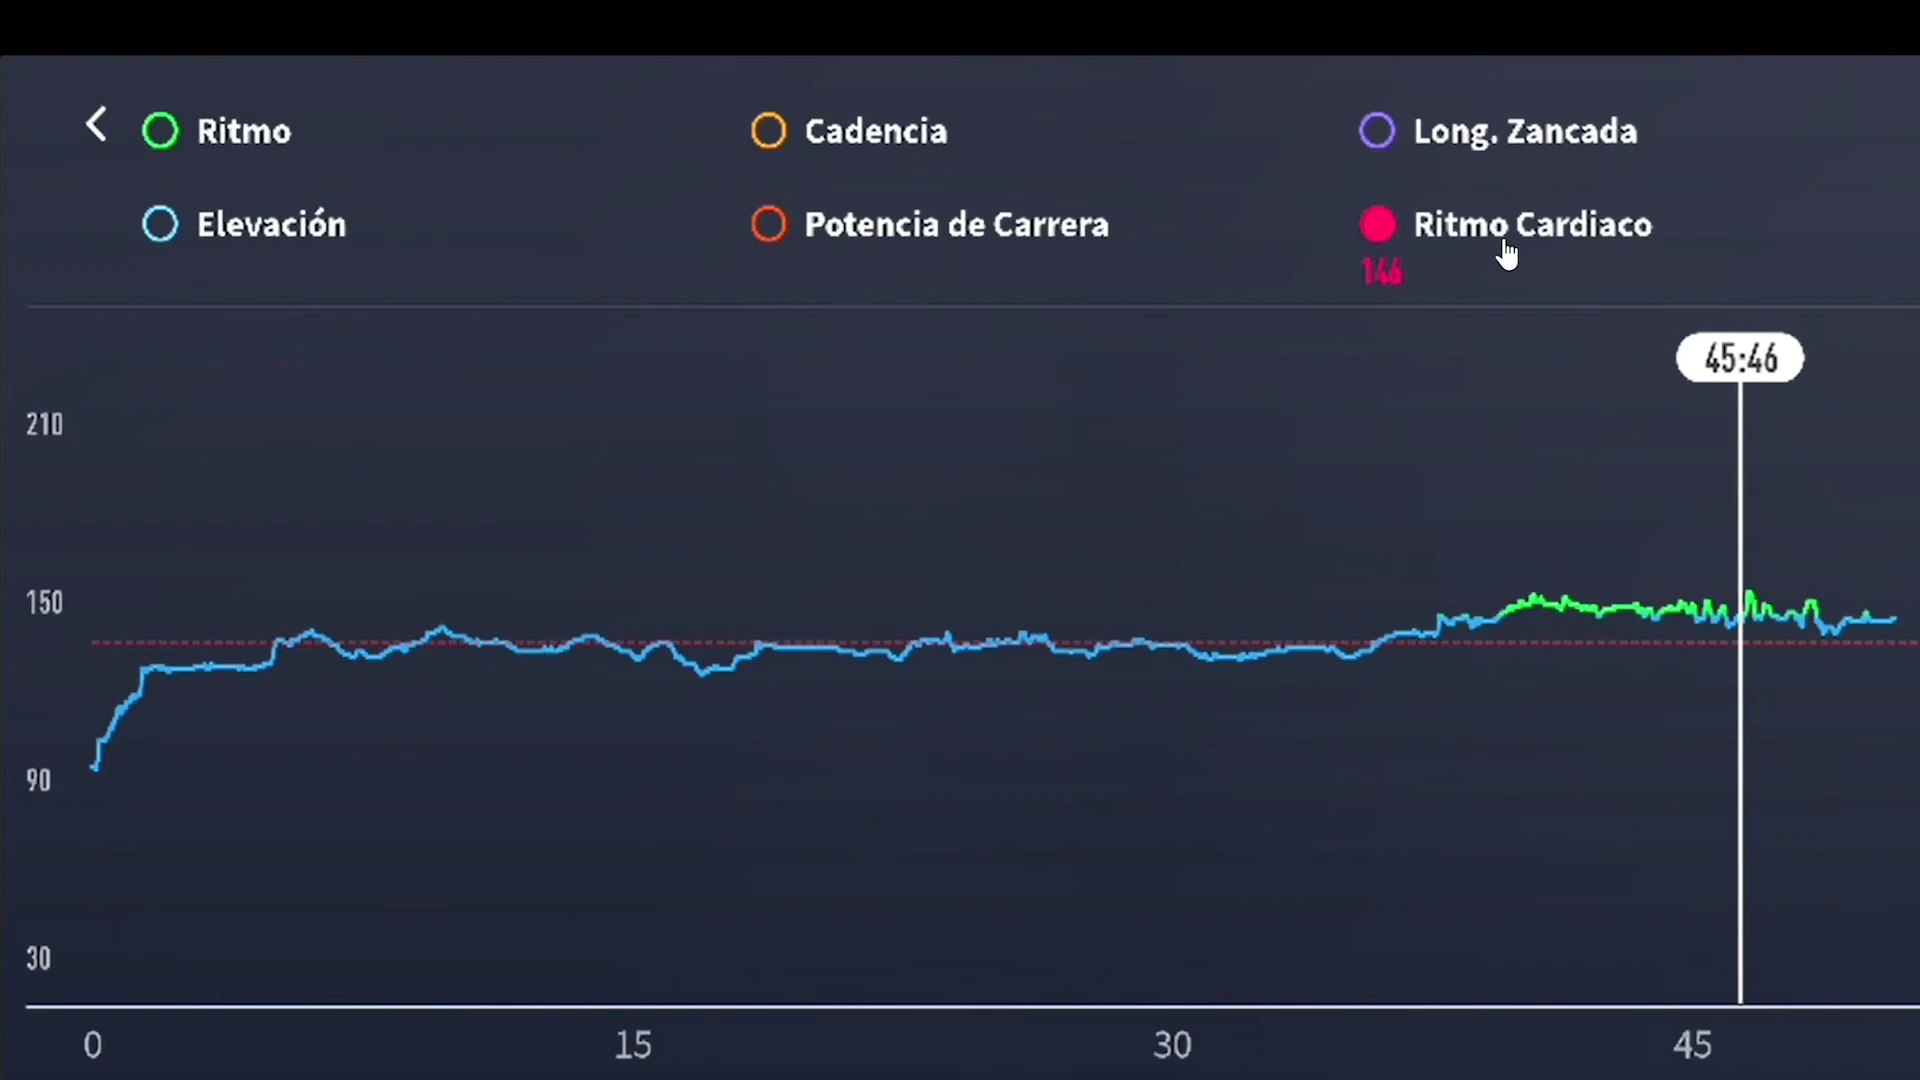 Ritmo
Cadencia
Long. Zancada
Elevación
Potencia de Carrera
Ritmo Cardiaco
146
45:46
210
150
90
30
0
15
30
45